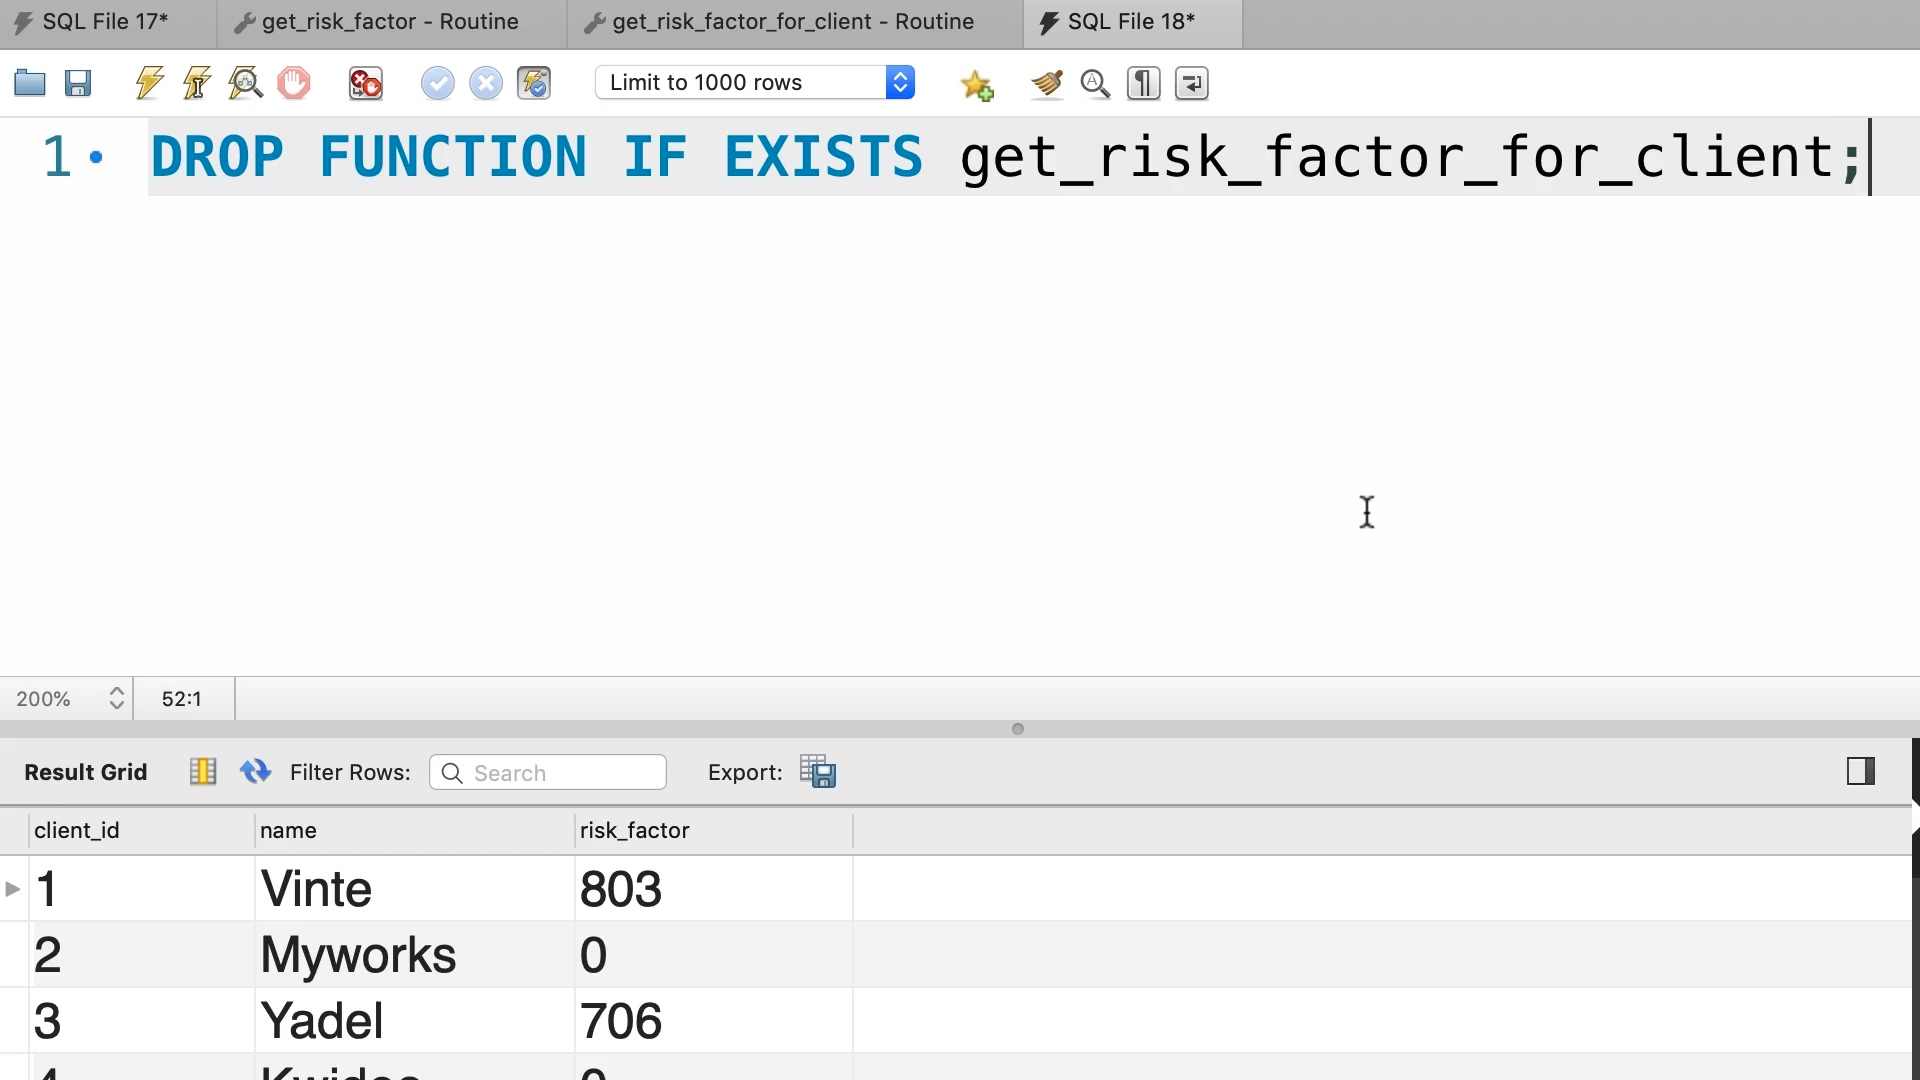 SQL File 17*
get_risk_factor - Routine
get_risk_factor_for_client - Routine
SQL File 18*
Limit to 1000 rows
1 DROP FUNCTION IF EXISTS get_risk_factor_for_client;
200%
52:1
Result Grid
Filter Rows:
Search
Export:
client_id name risk_factor
1 Vinte 803
2 Myworks 0
3 Yadel 706